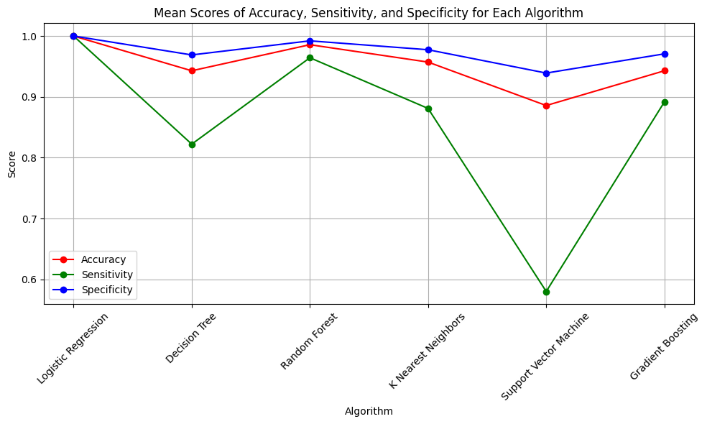 Mean Scores of Accuracy, Sensitivity, and Specificity for Each Algorithm
Score
1.0
0.9
0.8
0.7
0.6
Accuracy
Sensitivity
Specificity
Logistic Regression
Decision Tree
Random Forest
K Nearest Neighbors
Support Vector Machine
Gradient Boosting
Algorithm